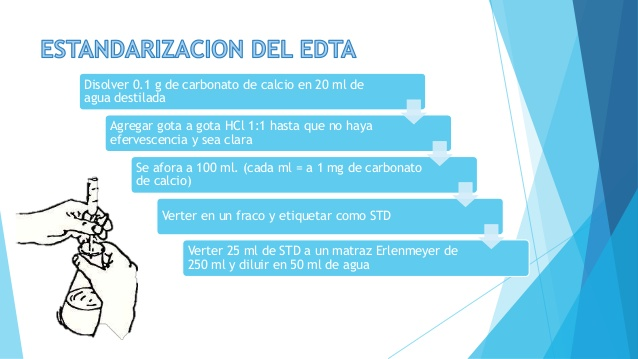 ESTANDARIZACION DEL EDTA
Disolver 0.1 g de carbonato de calcio en 20 ml de
agua destilada
Agregar gota a gota HCl 1:1 hasta que no haya
efervescencia y sea clara
Se afora a 100 ml. (cada ml = a 1 mg de carbonato
de calcio)
Verter en un fraco y etiquetar como STD
Verter 25 ml de STD a un matraz Erlenmeyer de
250 ml y diluir en 50 ml de agua